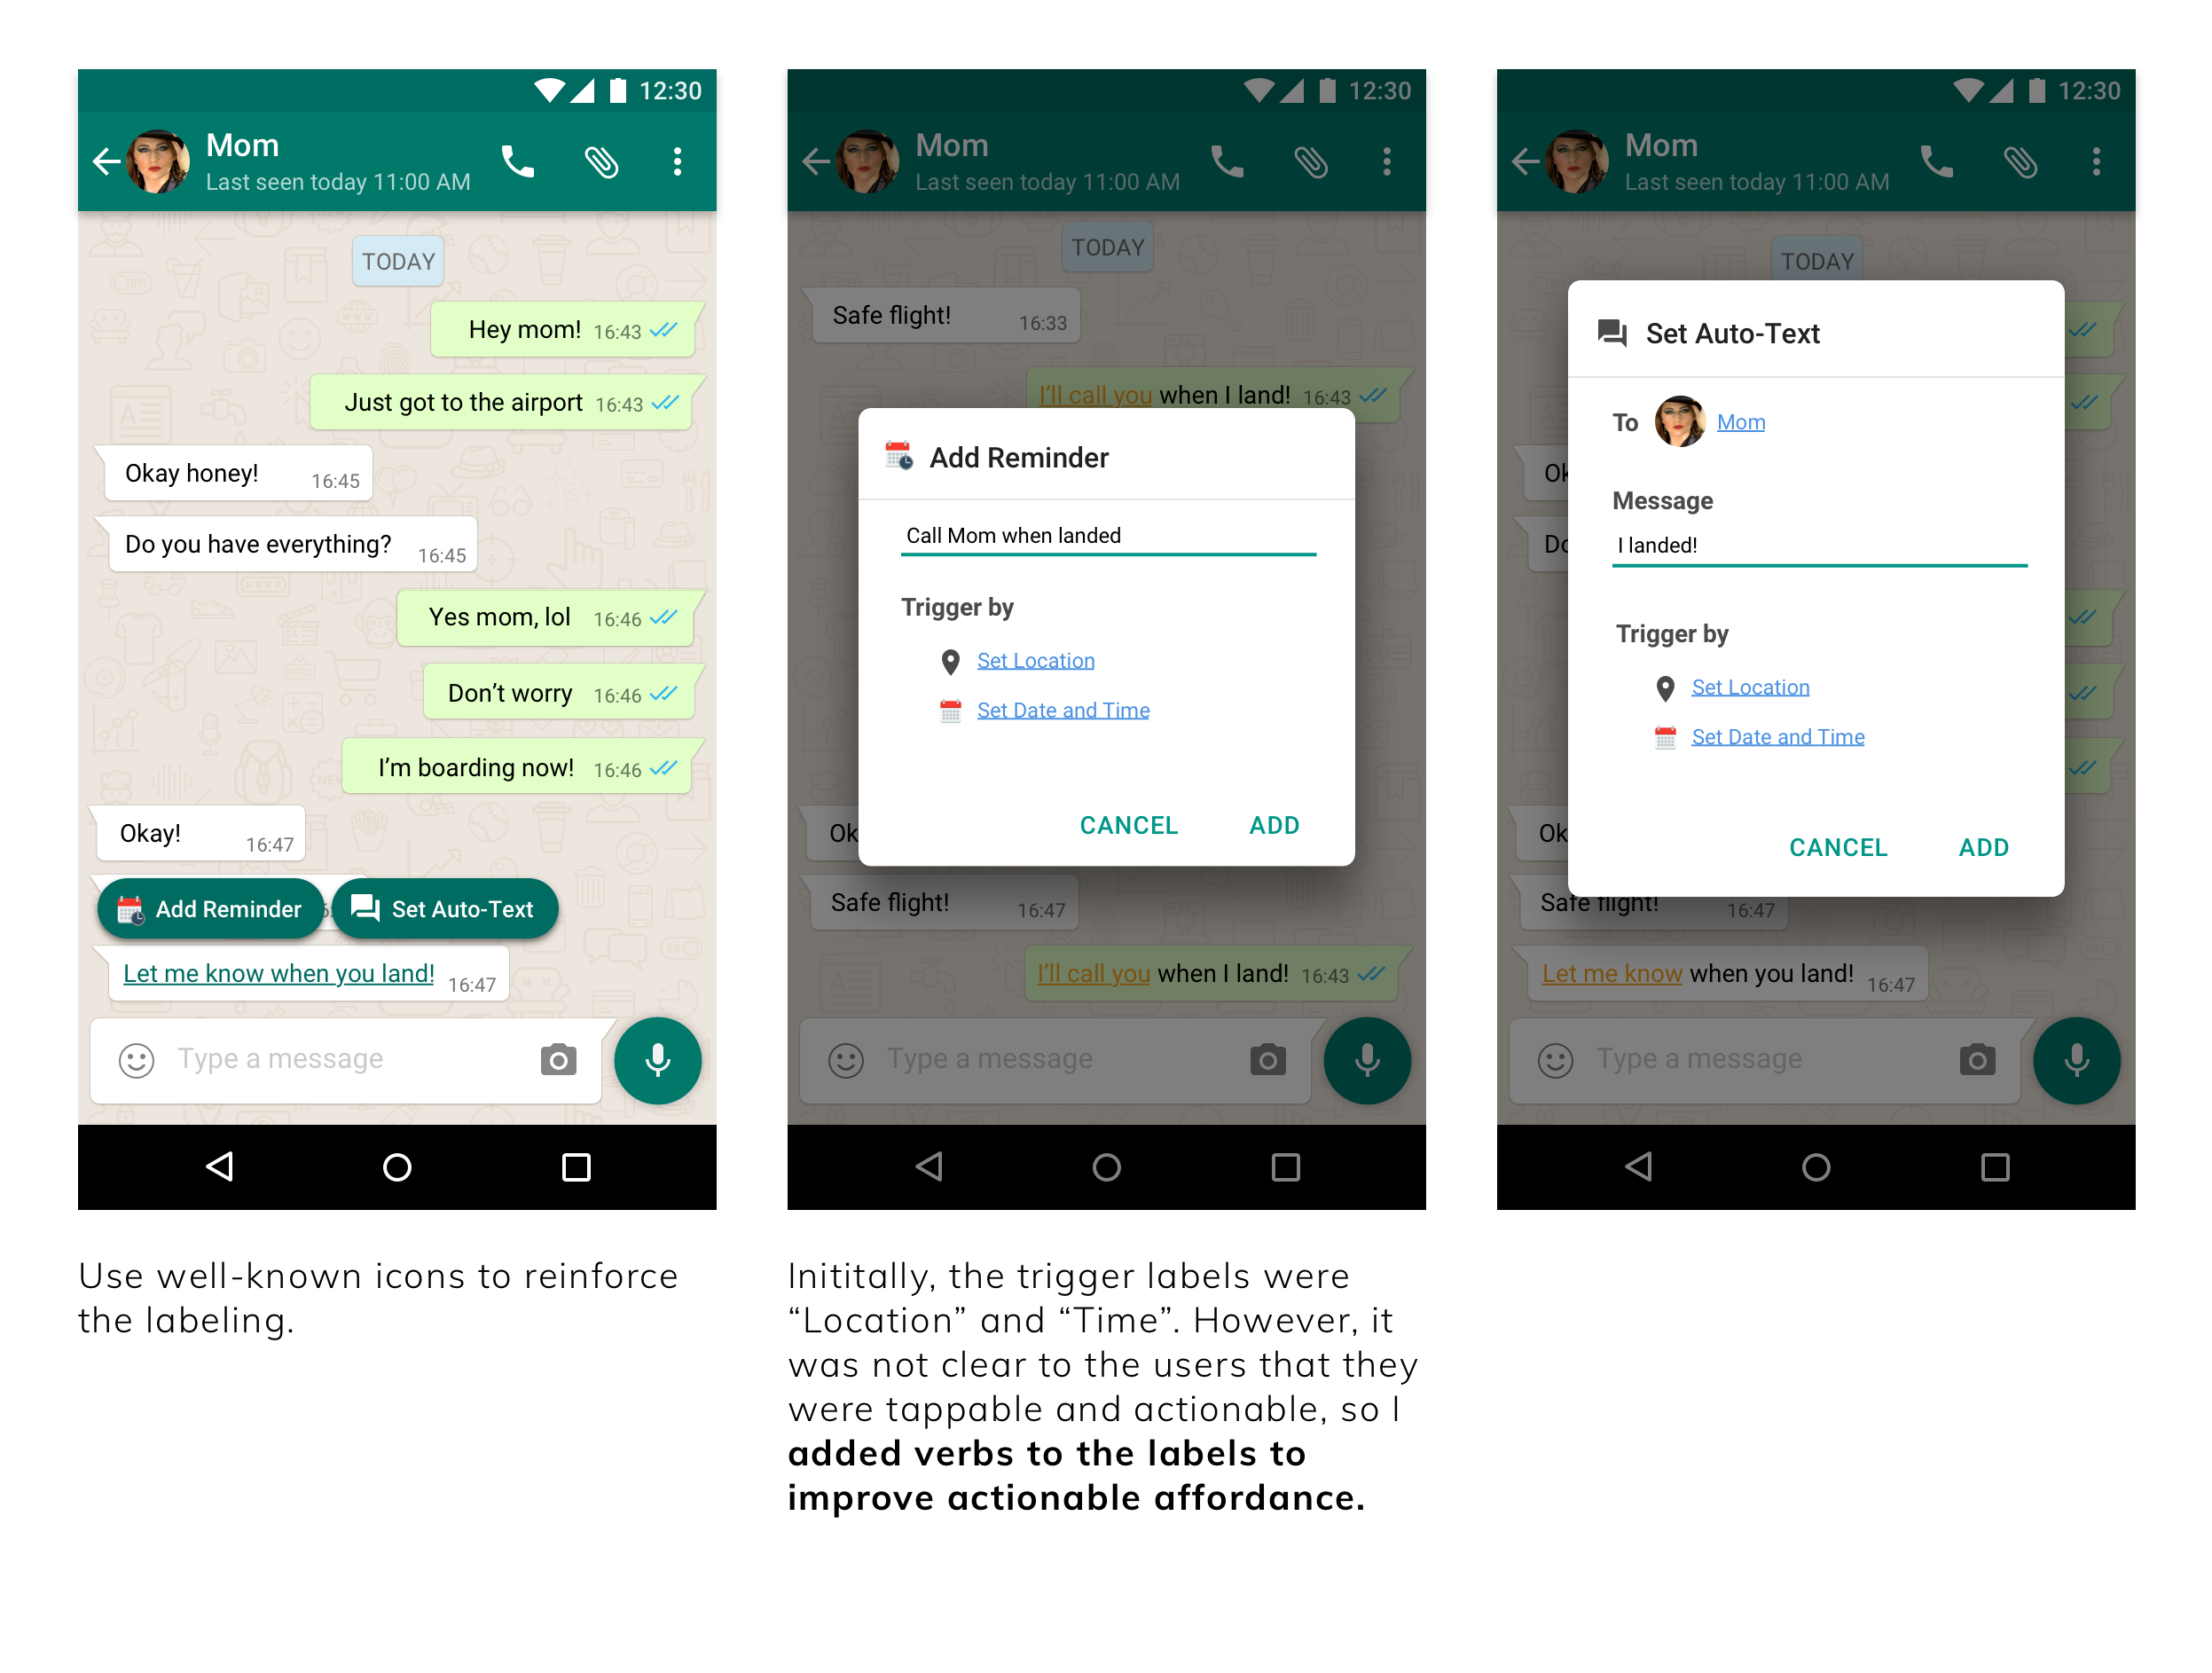 12:30
Mom
Last seen today 11:00 AM
TODAY
Hey mom! 16:43
Just got to the airport 16:43
Okay honey! 16:45
Do you have everything? 16:45
Yes mom, lol 16:46
Don’t worry 16:46
I’m boarding now! 16:46
Okay! 16:47
Add Reminder
Set Auto-Text
Let me know when you land! 16:47
Type a message
Use well-known icons to reinforce
the labeling.
12:30
Mom
Last seen today 11:00 AM
TODAY
Safe flight! 16:33
I’ll call you when I land! 16:43
Add Reminder
Call Mom when landed
Trigger by
Set Location
Set Date and Time
CANCEL ADD
Ok
Safe flight! 16:47
I’ll call you when I land! 16:43
Type a message
Inititally, the trigger labels were
“Location” and “Time”. However, it
was not clear to the users that they
were tappable and actionable, so I
added verbs to the labels to
improve actionable affordance.
12:30
Mom
Last seen today 11:00 AM
TODAY
Set Auto-Text
To Mom
Ok
Message
I landed!
Do
Trigger by
Set Location
Set Date and Time
Ok
CANCEL ADD
Safe flight! 16:47
Let me know when you land! 16:47
Type a message